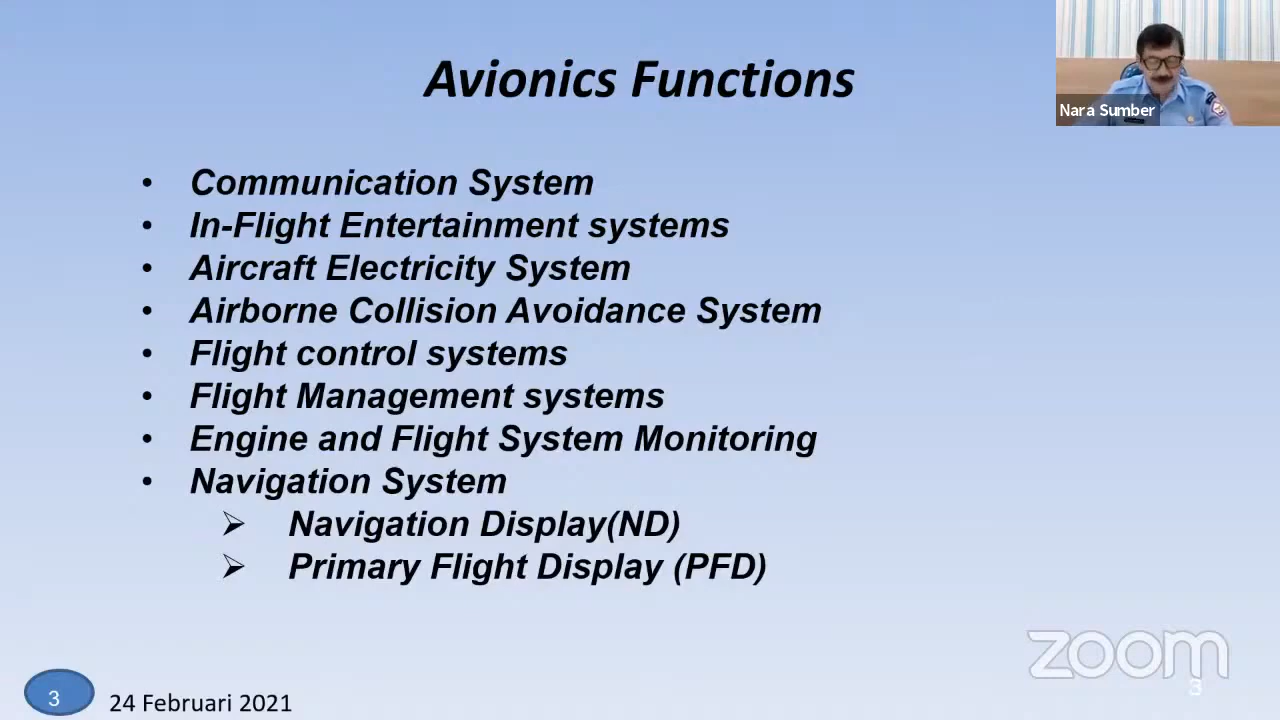 Avionics Functions
Nara Sumber
• Communication System
• In-Flight Entertainment systems
• Aircraft Electricity System
• Airborne Collision Avoidance System
• Flight control systems
• Flight Management systems
• Engine and Flight System Monitoring
• Navigation System
➢ Navigation Display(ND)
➢ Primary Flight Display (PFD)
zoom
3
3
24 Februari 2021